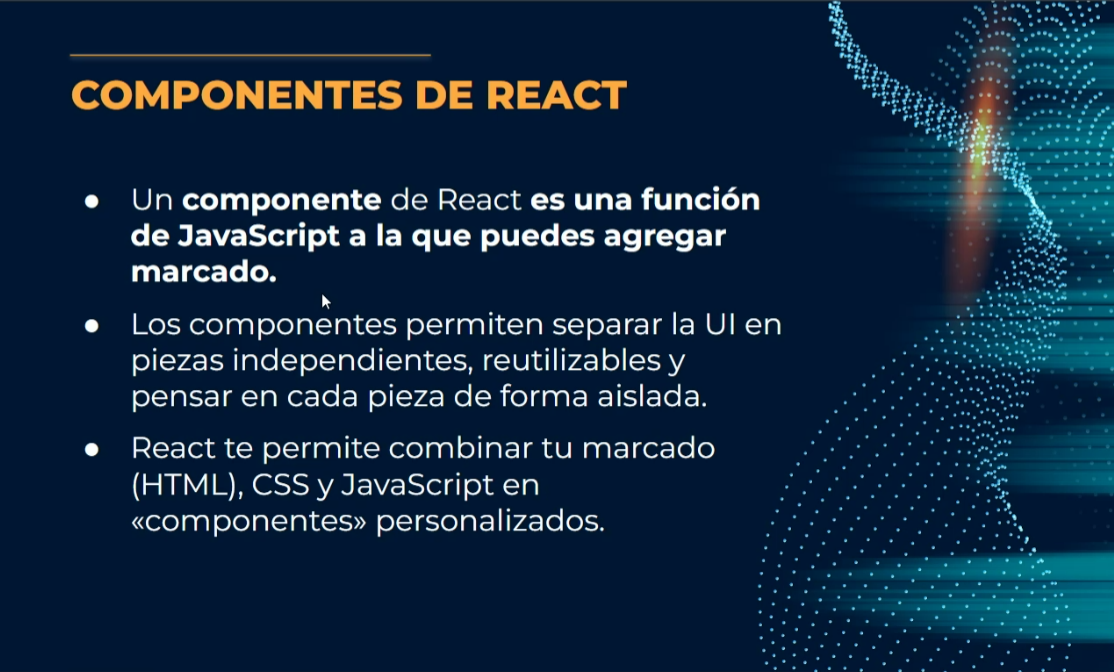 COMPONENTES DE REACT
● Un componente de React es una función
de JavaScript a la que puedes agregar
marcado.
● Los componentes permiten separar la UI en
piezas independientes, reutilizables y
pensar en cada pieza de forma aislada.
● React te permite combinar tu marcado
(HTML), CSS y JavaScript en
«componentes» personalizados.